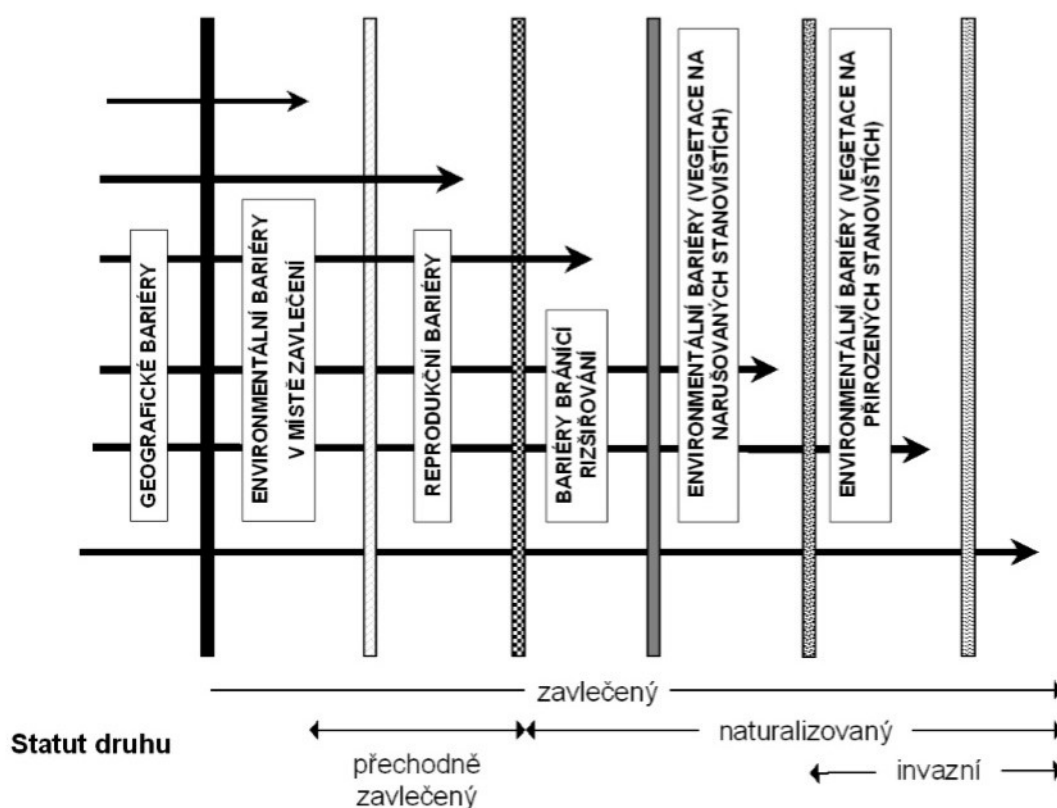 GEOGRAFICKÉ BARIÉRY
ENVIRONMENTÁLNÍ BARIÉRY
V MÍSTĚ ZAVLEČENÍ
REPRODUKČNÍ BARIÉRY
BARIÉRY BRÁNÍCÍ
RIZŠIŘOVÁNÍ
ENVIRONMENTÁLNÍ BARIÉRY (VEGETACE NA
NARUŠOVANÝCH STANOVIŠTÍCH)
ENVIRONMENTÁLNÍ BARIÉRY (VEGETACE NA
PŘIROZENÝCH STANOVIŠTÍCH)
zavlečený
Statut druhu
naturalizovaný
přechodně
zavlečený
invazní